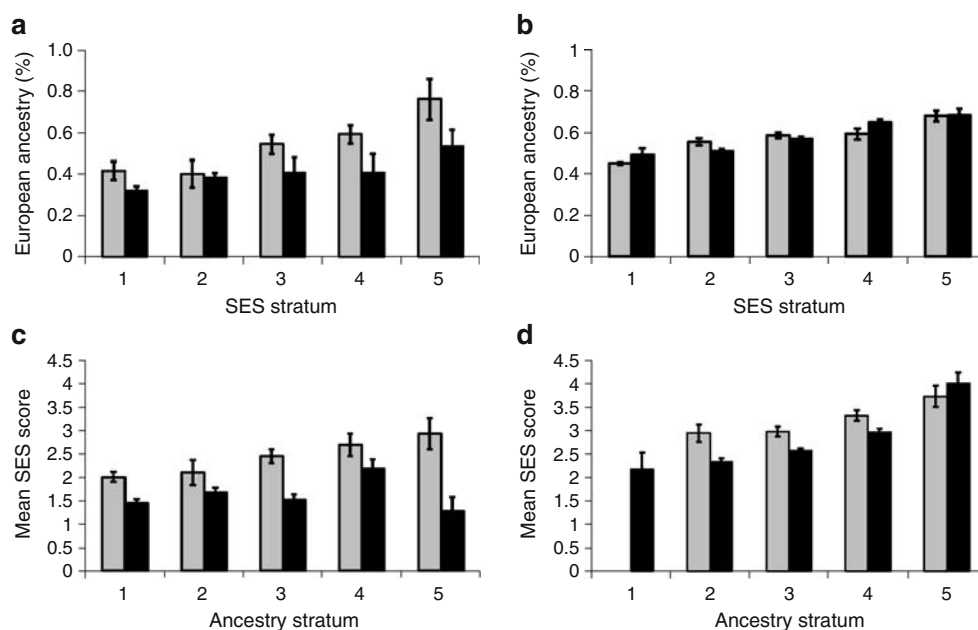 a
European ancestry (%)
1.0
0.8
0.6
0.4
0.2
0
1 2 3 4 5
SES stratum
b
European ancestry (%)
1
0.8
0.6
0.4
0.2
0
1 2 3 4 5
SES stratum
c
Mean SES score
4.5
4
3.5
3
2.5
2
1.5
1
0.5
0
1 2 3 4 5
Ancestry stratum
d
Mean SES score
4.5
4
3.5
3
2.5
2
1.5
1
0.5
0
1 2 3 4 5
Ancestry stratum